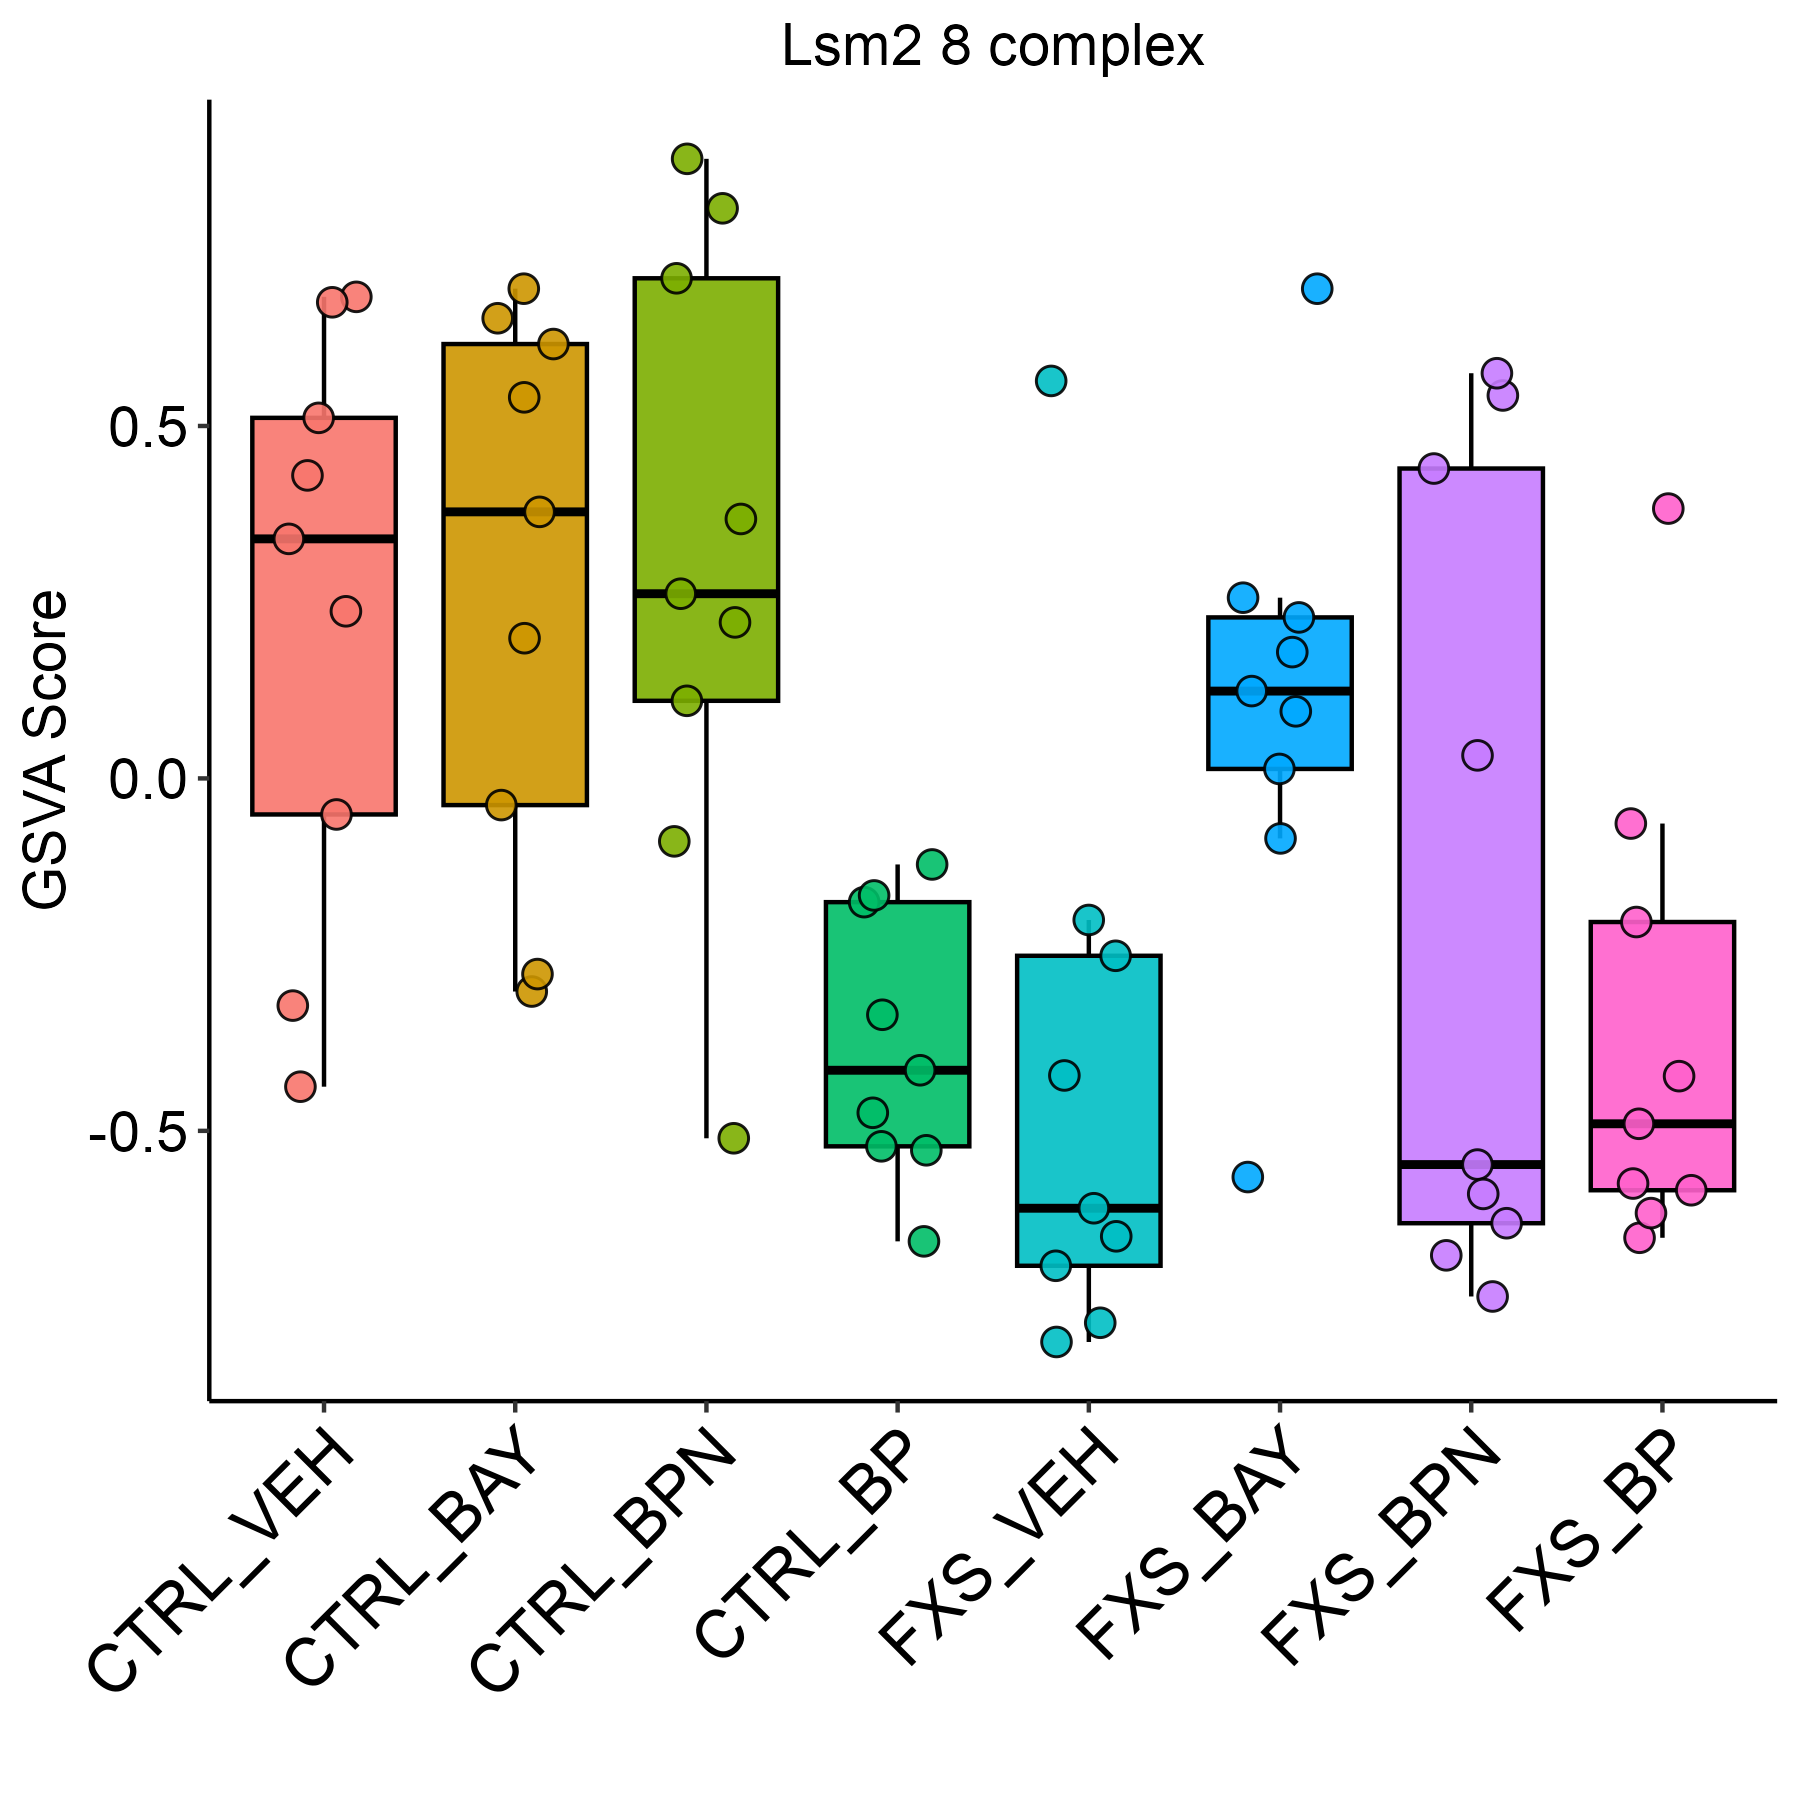 Lsm2 8 complex
GSVA Score
0.5
0.0
-0.5
CTRL_VEH
CTRL_BAY
CTRL_BPN
CTRL_BP
FXS_VEH
FXS_BAY
FXS_BPN
FXS_BP